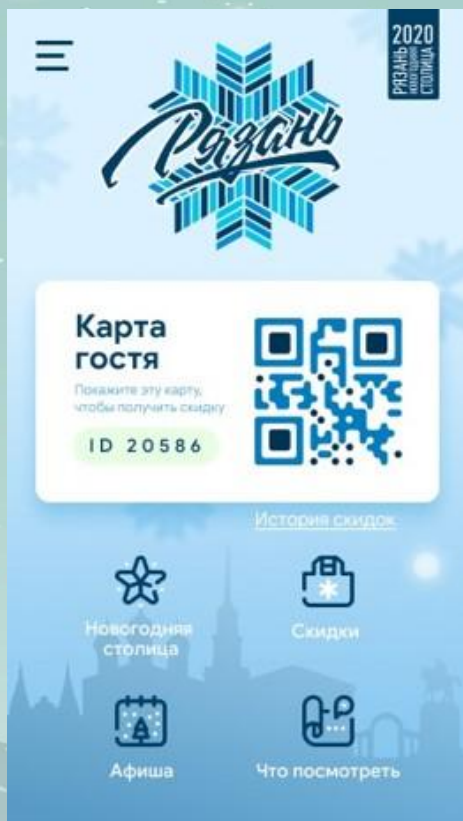 Рязань
2020
РЯЗАНЬ
НОВОГОДНЯЯ
СТОЛИЦА
Карта
гостя
Покажите эту карту,
чтобы получить скидку
ID 20586
История скидок
Новогодняя
столица
Скидки
Афиша
Что посмотреть